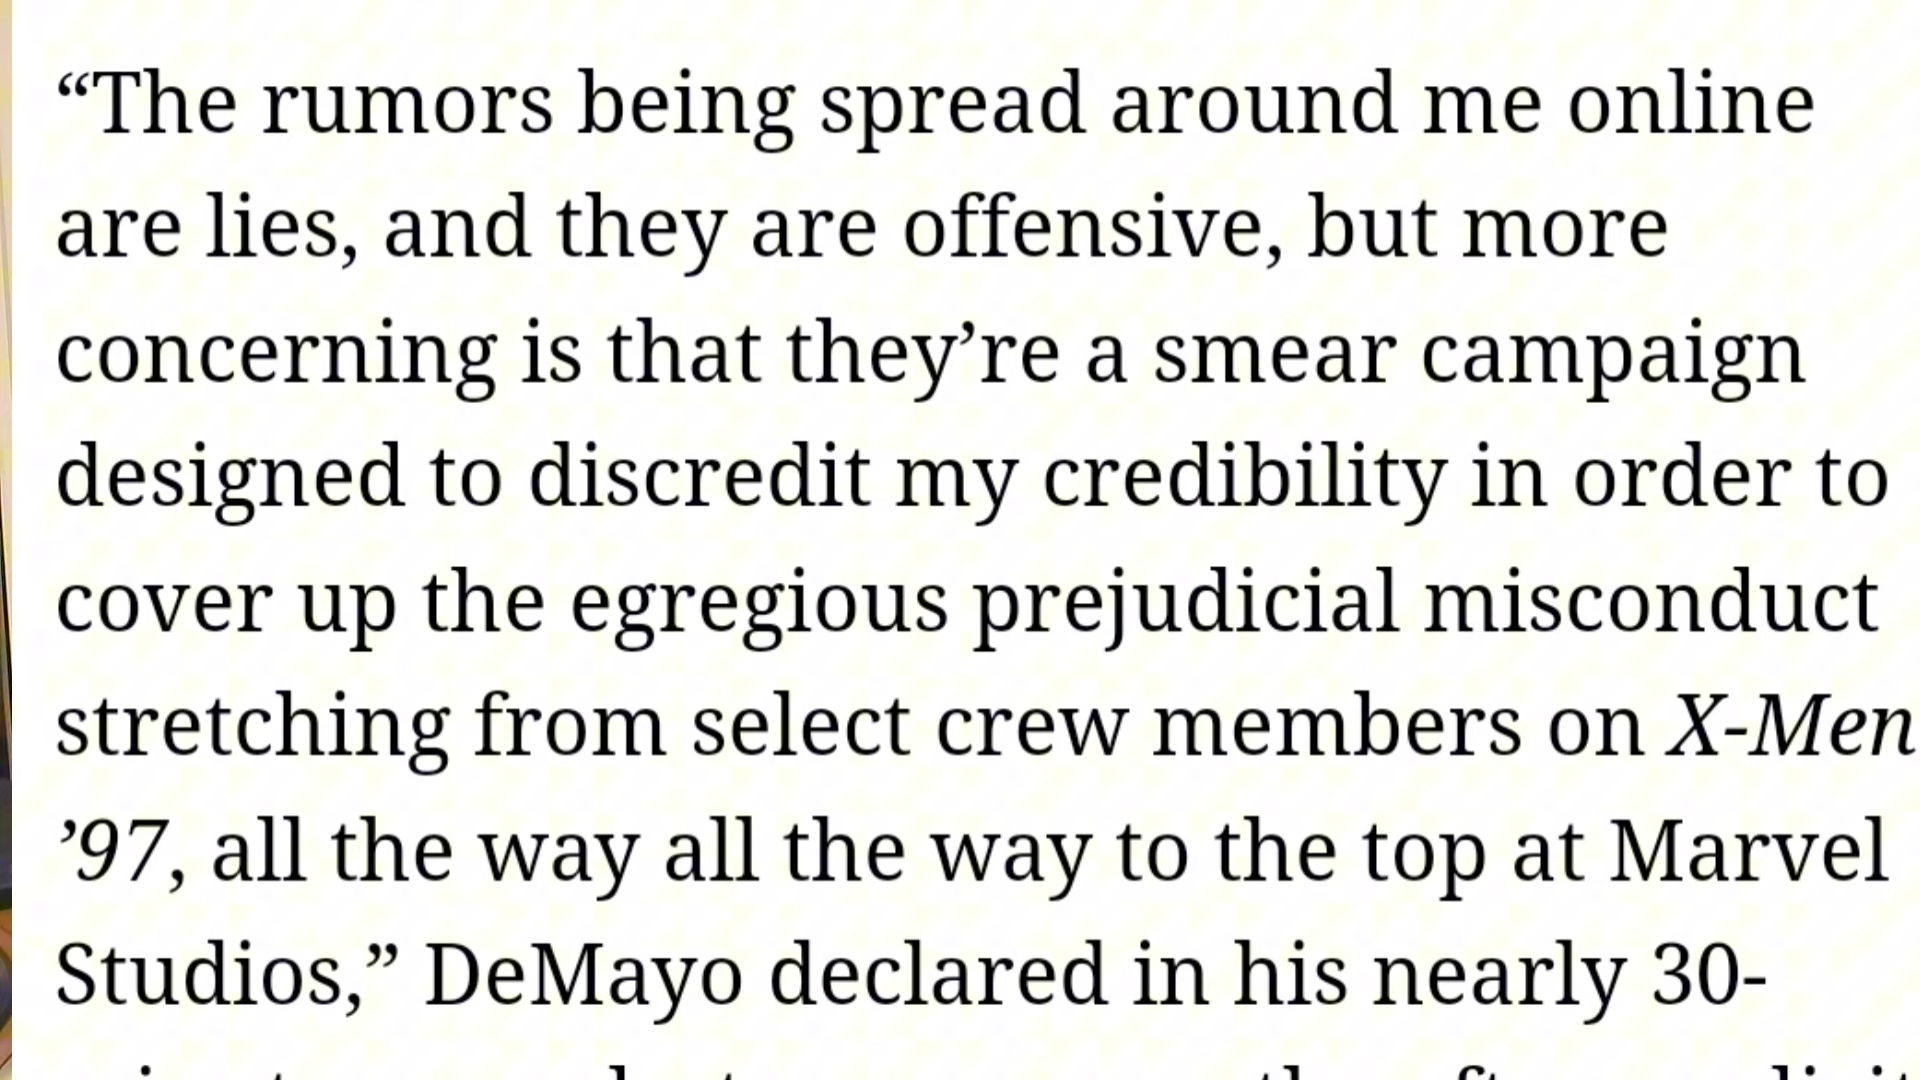 “The rumors being spread around me online
are lies, and they are offensive, but more
concerning is that they’re a smear campaign
designed to discredit my credibility in order to
cover up the egregious prejudicial misconduct
stretching from select crew members on X-Men
’97, all the way all the way to the top at Marvel
Studios,” DeMayo declared in his nearly 30-